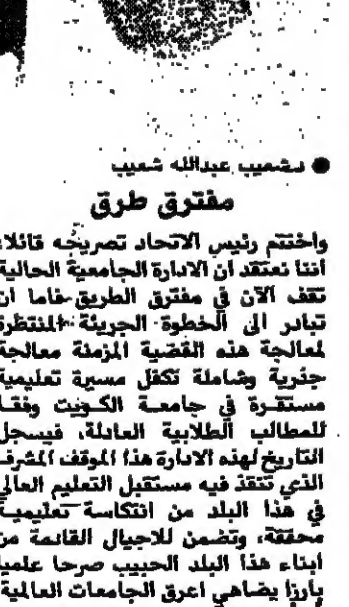 ● د.شعيب عبدالله شعيب
مفترق طرق
واختتم رئيس الاتحاد تصريحه قائلا:
اننا نعتقد ان الادارة الجامعية الحالية
تقف الآن في مفترق الطريق فاما ان
تبادر الى الخطوة الجريئة المنتظرة
لمعالجة هذه القضية المزمنة معالجة
جذرية وشاملة تكفل مسيرة تعليمية
مستقرة في جامعة الكويت وفقا
للمطالب الطلابية العادلة، فيسجل
التاريخ لهذه الادارة هذا الموقف المشرف
الذي تنقذ فيه مستقبل التعليم العالي
في هذا البلد من انتكاسة تعليمية
محققة، وتضمن للاجيال القادمة من
ابناء هذا البلد الحبيب صرحا علميا
بارزا يضاهي اعرق الجامعات العالمية